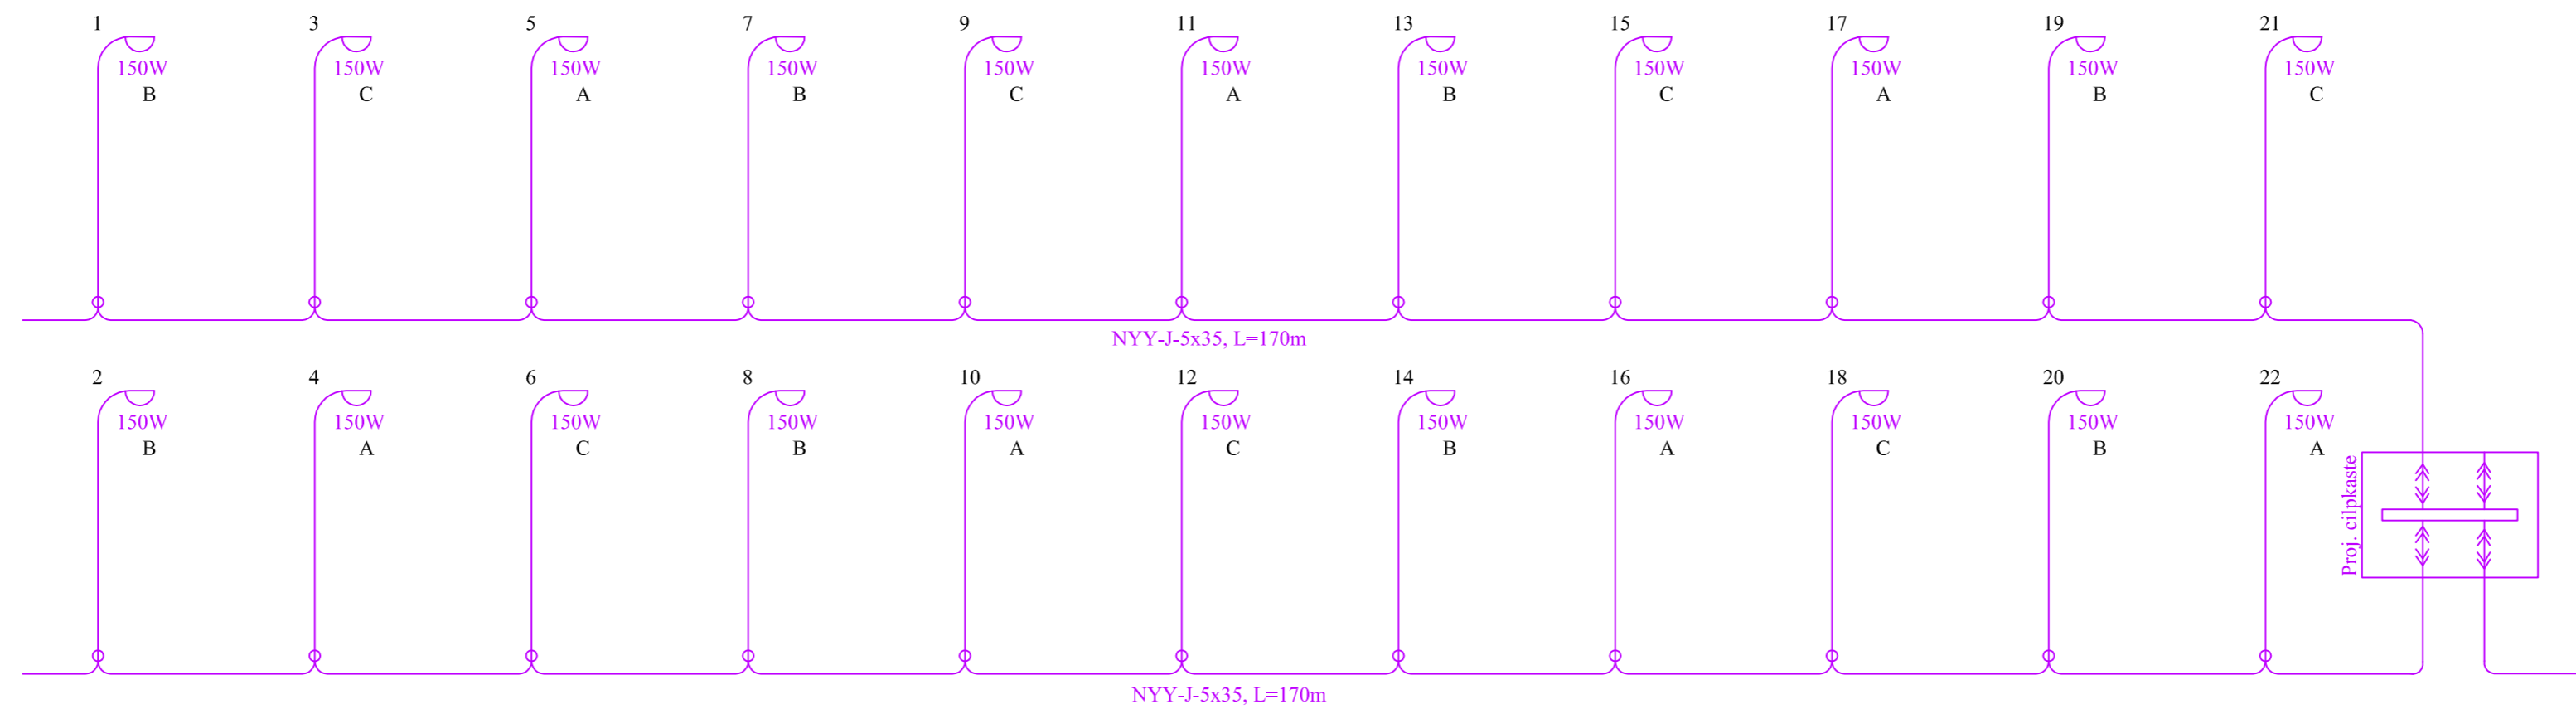 1 3 5 7 9 11 13 15 17 19 21
150W 150W 150W 150W 150W 150W 150W 150W 150W 150W 150W
B C A B C A B C A B C
NYY-J-5x35, L=170m
2 4 6 8 10 12 14 16 18 20 22
150W 150W 150W 150W 150W 150W 150W 150W 150W 150W 150W
B A C B A C B A C B A
Proj. cilpkaste
NYY-J-5x35, L=170m